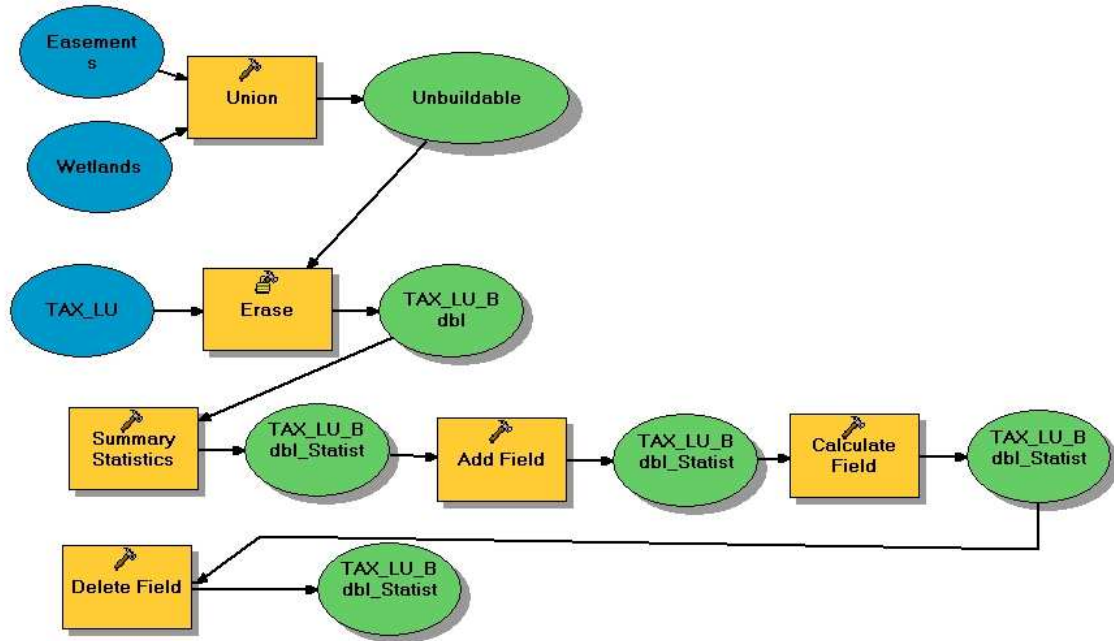 Easement
s
Union
Unbuildable
Wetlands
TAX_LU
Erase
TAX_LU_B
dbl
Summary
Statistics
TAX_LU_B
dbl_Statist
Add Field
TAX_LU_B
dbl_Statist
Calculate
Field
TAX_LU_B
dbl_Statist
Delete Field
TAX_LU_B
dbl_Statist